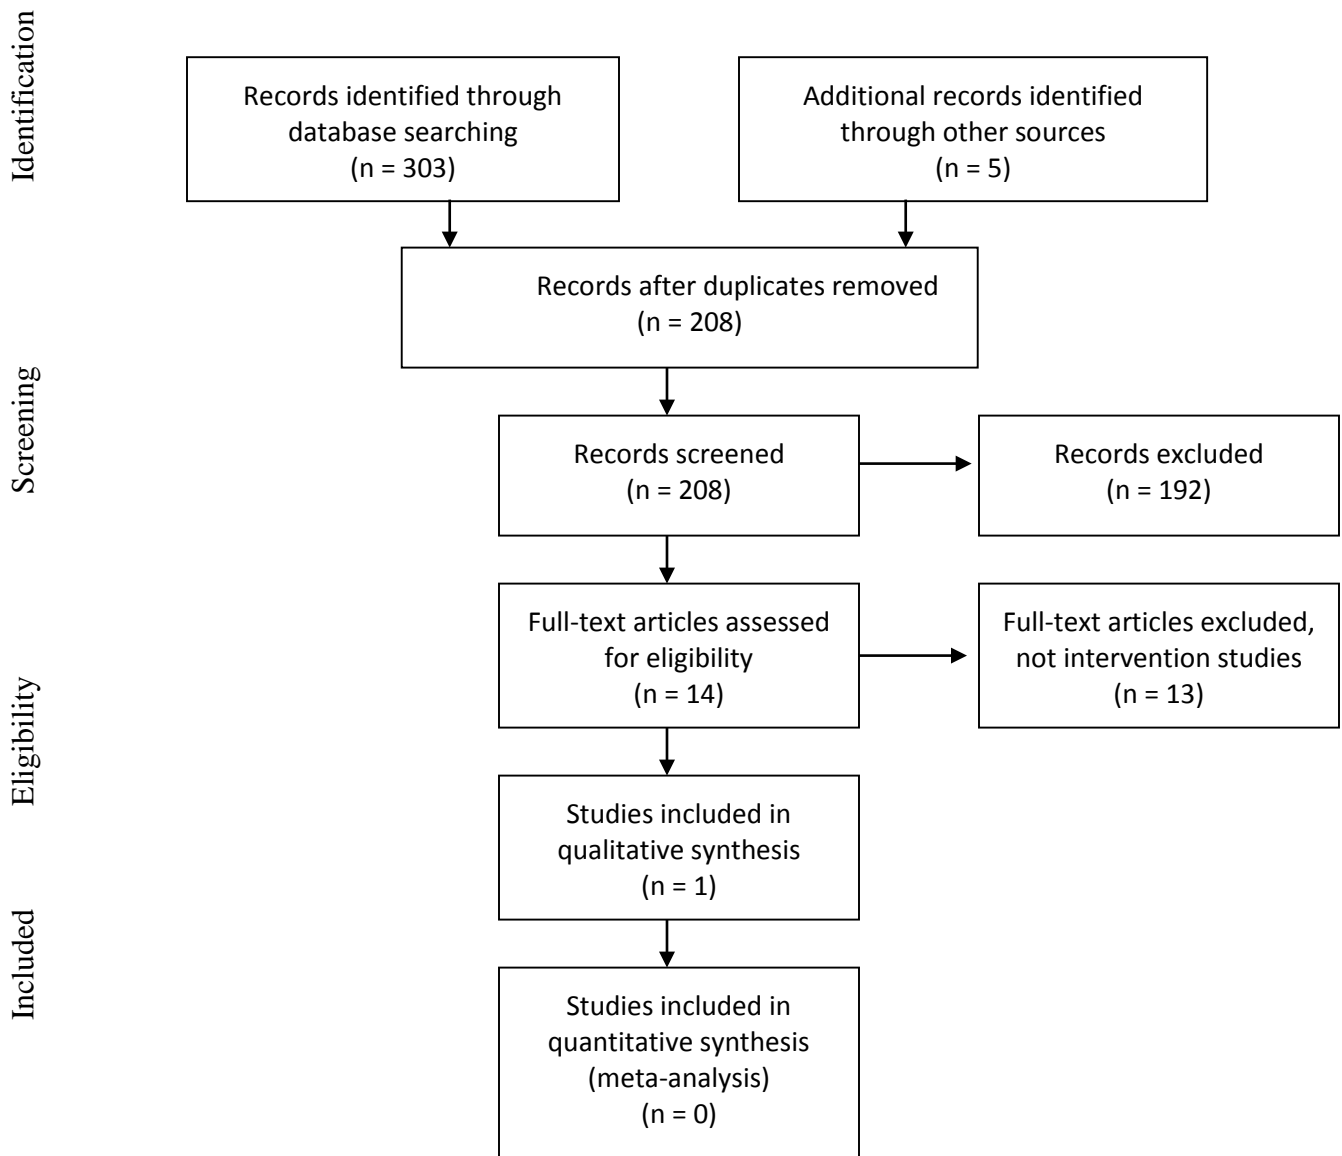 Identification
Records identified through
database searching
(n = 303)
Additional records identified
through other sources
(n = 5)
Records after duplicates removed
(n = 208)
Screening
Records screened
(n = 208)
Records excluded
(n = 192)
Eligibility
Full-text articles assessed
for eligibility
(n = 14)
Full-text articles excluded,
not intervention studies
(n = 13)
Studies included in
qualitative synthesis
(n = 1)
Included
Studies included in
quantitative synthesis
(meta-analysis)
(n = 0)